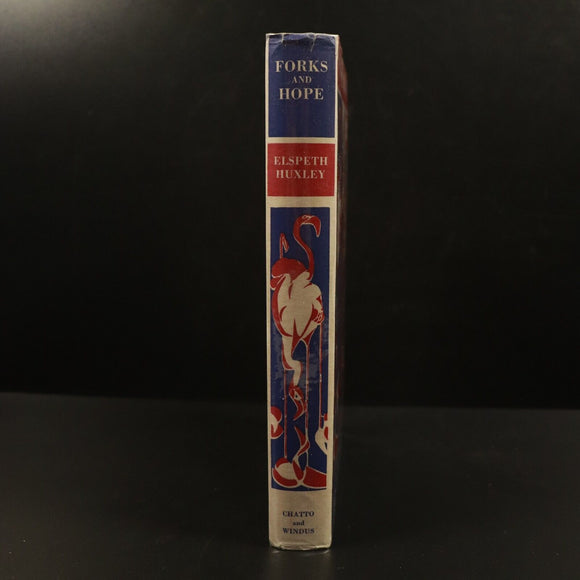 FORKS
AND
HOPE
ELSPETH
HUXLEY
CHATTO
and
WINDUS